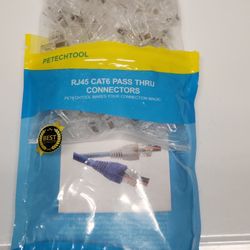 PETECHTOOL
RJ45 CAT6 PASS THRU
CONNECTORS
PETECHTOOL MAKES YOUR CONNECTION MAGIC
BEST